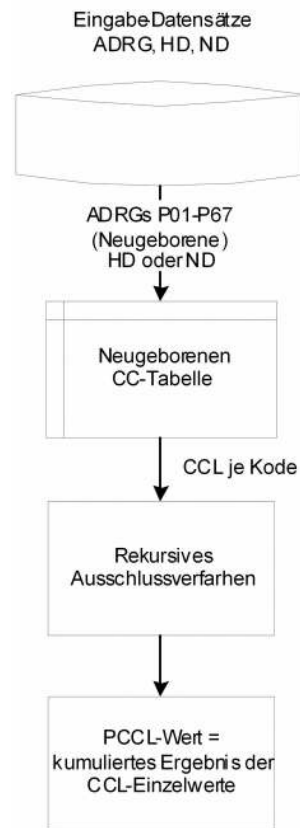 Eingabe-Datensätze
ADRG, HD, ND
ADRGs P01-P67
(Neugeborene)
HD oder ND
Neugeborenen
CC-Tabelle
CCL je Kode
Rekursives
Ausschlussverfarhen
PCCL-Wert =
kumuliertes Ergebnis der
CCL-Einzelwerte